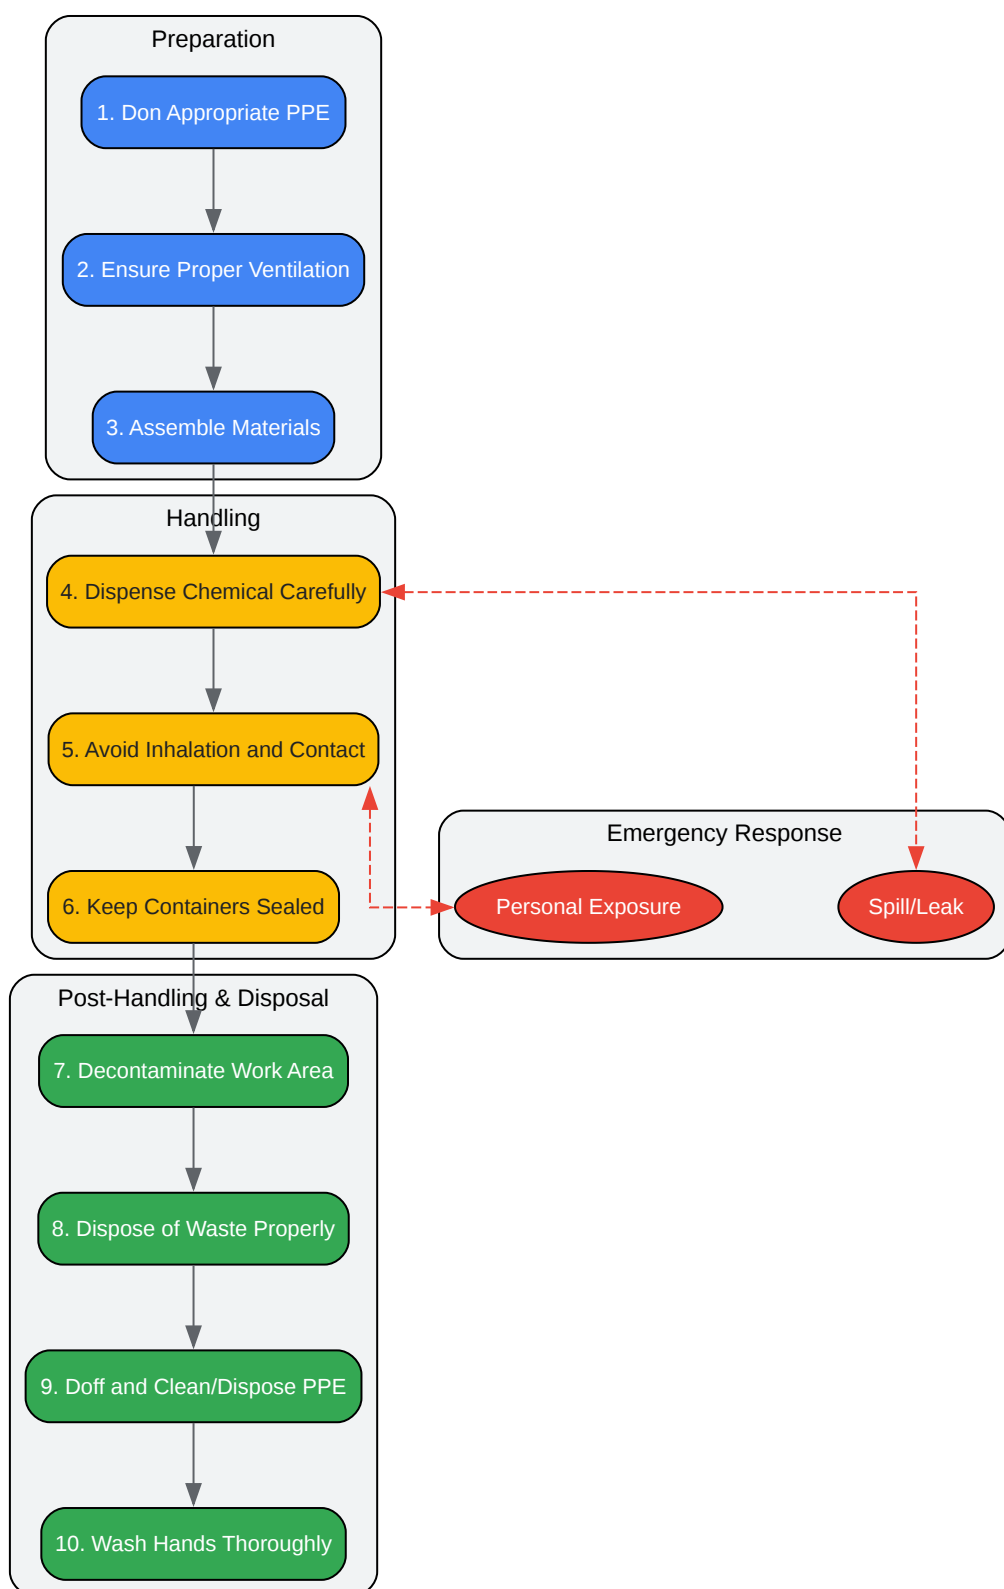 Preparation
1. Don Appropriate PPE
2. Ensure Proper Ventilation
3. Assemble Materials
Handling
4. Dispense Chemical Carefully
5. Avoid Inhalation and Contact
6. Keep Containers Sealed
Emergency Response
Personal Exposure
Spill/Leak
Post-Handling & Disposal
7. Decontaminate Work Area
8. Dispose of Waste Properly
9. Doff and Clean/Dispose PPE
10. Wash Hands Thoroughly